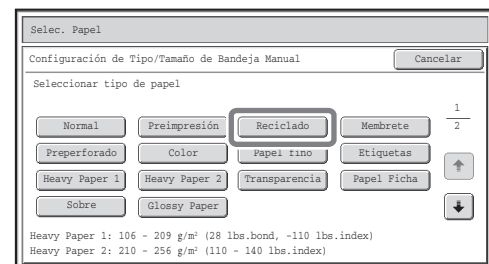 Selec. Papel
Configuración de Tipo/Tamaño de Bandeja Manual Cancelar
Seleccionar tipo de papel
1
Normal Preimpresión Reciclado Membrete 2
Preperforado Color Papel fino Etiquetas
Heavy Paper 1 Heavy Paper 2 Transparencia Papel Ficha
Sobre Glossy Paper
Heavy Paper 1: 106 - 209 g/m² (28 lbs.bond, -110 lbs.index)
Heavy Paper 2: 210 - 256 g/m² (110 - 140 lbs.index)